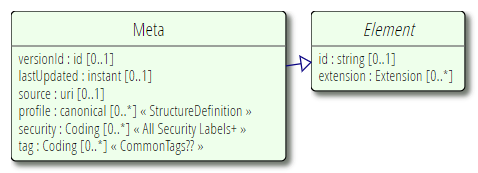 Meta
versionId : id [0..1]
lastUpdated : instant [0..1]
source : uri [0..1]
profile : canonical [0..*] « StructureDefinition »
security : Coding [0..*] « All Security Labels+ »
tag : Coding [0..*] « CommonTags?? »
Element
id : string [0..1]
extension : Extension [0..*]